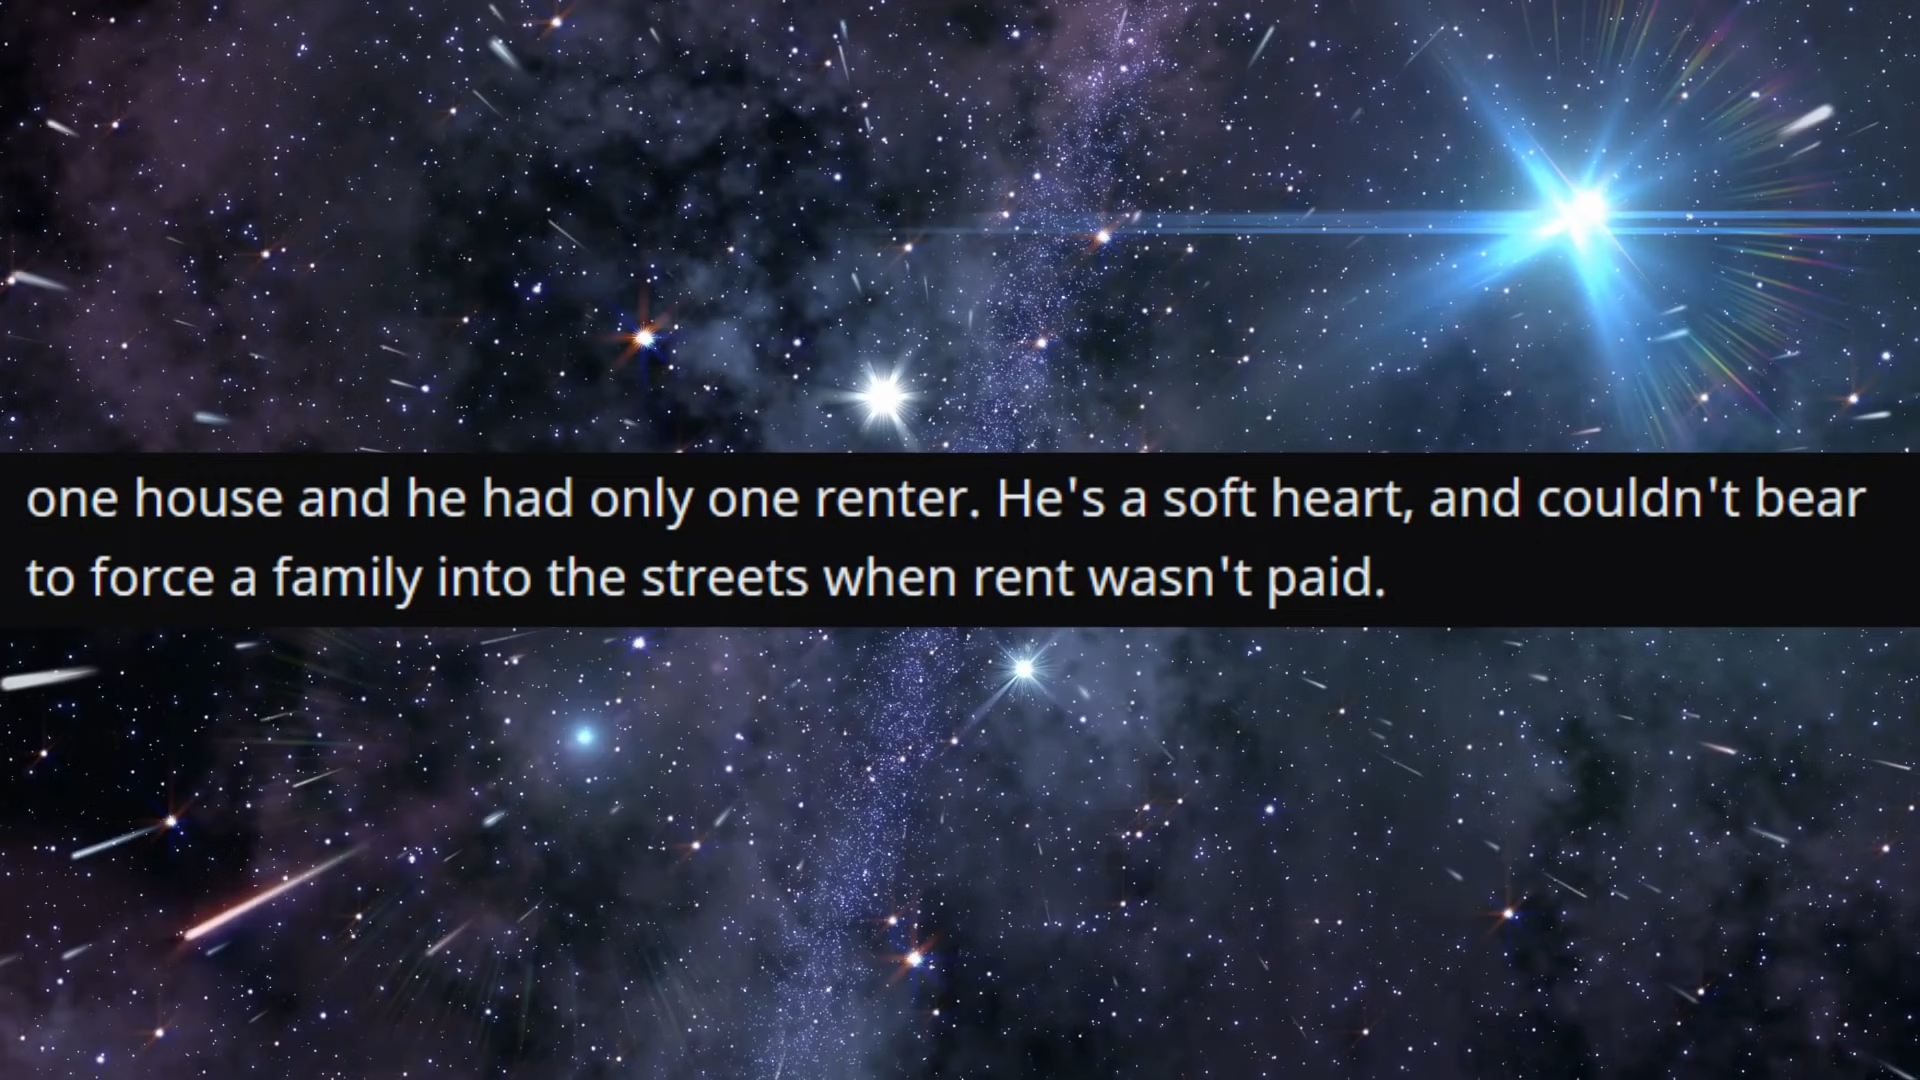 one house and he had only one renter. He's a soft heart, and couldn't bear
to force a family into the streets when rent wasn't paid.